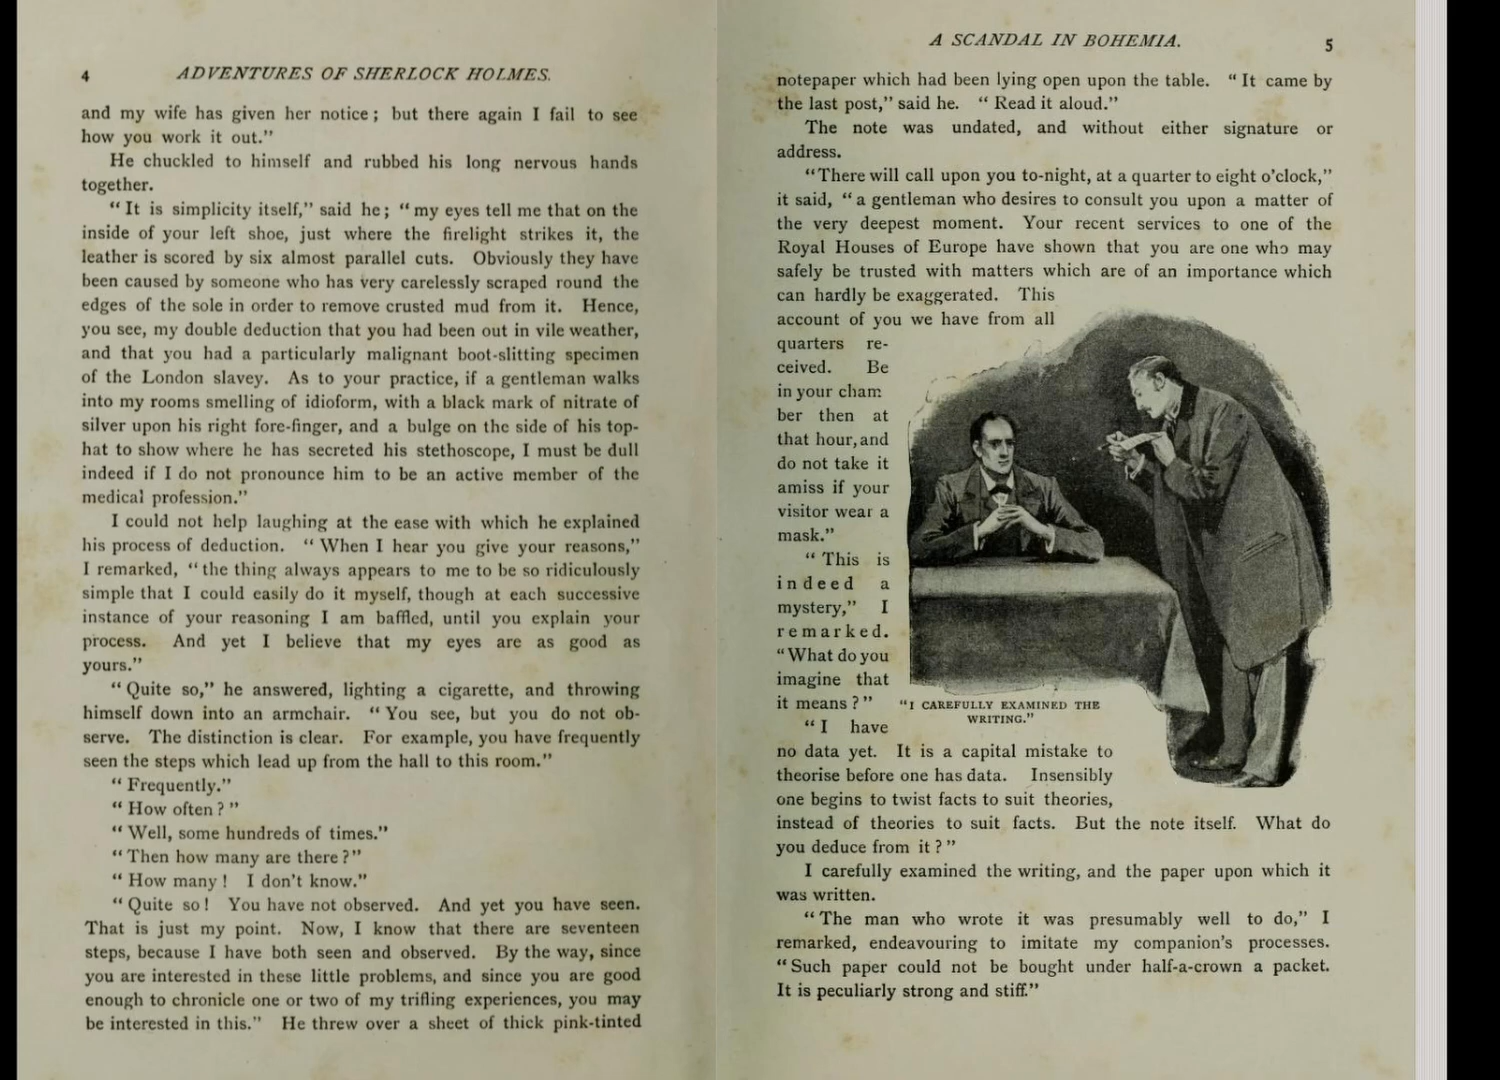 4 ADVENTURES OF SHERLOCK HOLMES.
and my wife has given her notice; but there again I fail to see
how you work it out."
He chuckled to himself and rubbed his long nervous hands
together.
"It is simplicity itself," said he; "my eyes tell me that on the
inside of your left shoe, just where the firelight strikes it, the
leather is scored by six almost parallel cuts. Obviously they have
been caused by someone who has very carelessly scraped round the
edges of the sole in order to remove crusted mud from it. Hence,
you see, my double deduction that you had been out in vile weather,
and that you had a particularly malignant boot-slitting specimen
of the London slavey. As to your practice, if a gentleman walks
into my rooms smelling of idioform, with a black mark of nitrate of
silver upon his right fore-finger, and a bulge on the side of his top-
hat to show where he has secreted his stethoscope, I must be dull
indeed if I do not pronounce him to be an active member of the
medical profession."
I could not help laughing at the ease with which he explained
his process of deduction. "When I hear you give your reasons,"
I remarked, "the thing always appears to me to be so ridiculously
simple that I could easily do it myself, though at each successive
instance of your reasoning I am baffled, until you explain your
process. And yet I believe that my eyes are as good as
yours."
"Quite so," he answered, lighting a cigarette, and throwing
himself down into an armchair. "You see, but you do not ob-
serve. The distinction is clear. For example, you have frequently
seen the steps which lead up from the hall to this room."
"Frequently."
"How often?"
"Well, some hundreds of times."
"Then how many are there?"
"How many! I don't know."
"Quite so! You have not observed. And yet you have seen.
That is just my point. Now, I know that there are seventeen
steps, because I have both seen and observed. By the way, since
you are interested in these little problems, and since you are good
enough to chronicle one or two of my trifling experiences, you may
be interested in this." He threw over a sheet of thick pink-tinted
A SCANDAL IN BOHEMIA. 5
notepaper which had been lying open upon the table. "It came by
the last post," said he. "Read it aloud."
The note was undated, and without either signature or
address.
"There will call upon you to-night, at a quarter to eight o'clock,"
it said, "a gentleman who desires to consult you upon a matter of
the very deepest moment. Your recent services to one of the
Royal Houses of Europe have shown that you are one who may
safely be trusted with matters which are of an importance which
can hardly be exaggerated. This
account of you we have from all
quarters re-
ceived. Be
in your cham
ber then at
that hour, and
do not take it
amiss if your
visitor wear a
mask."
"This is
indeed a
mystery," I
remarked.
"What do you
imagine that
it means?"
"I have
no data yet. It is a capital mistake to
theorise before one has data. Insensibly
one begins to twist facts to suit theories,
instead of theories to suit facts. But the note itself. What do
you deduce from it?"
I carefully examined the writing, and the paper upon which it
was written.
"The man who wrote it was presumably well to do," I
remarked, endeavouring to imitate my companion's processes.
"Such paper could not be bought under half-a-crown a packet.
It is peculiarly strong and stiff."
"I CAREFULLY EXAMINED THE
WRITING."